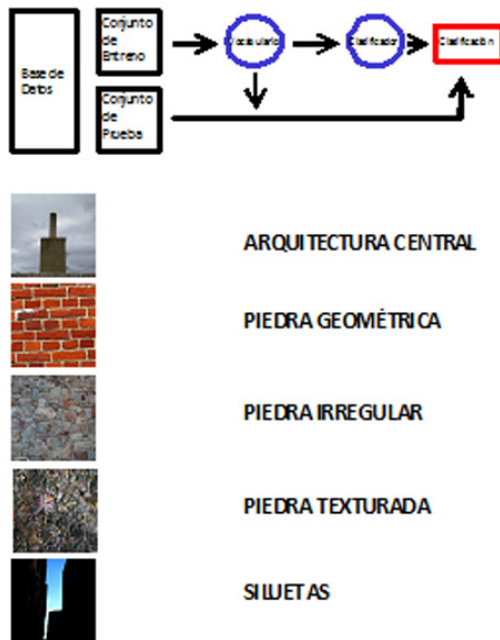 Base de
Datos
Conjunto
de
Entreno
Conjunto
de
Prueba
Vocabulario
Clasificador
Clasificación
ARQUITECTURA CENTRAL
PIEDRA GEOMÉTRICA
PIEDRA IRREGULAR
PIEDRA TEXTURADA
SILUETAS